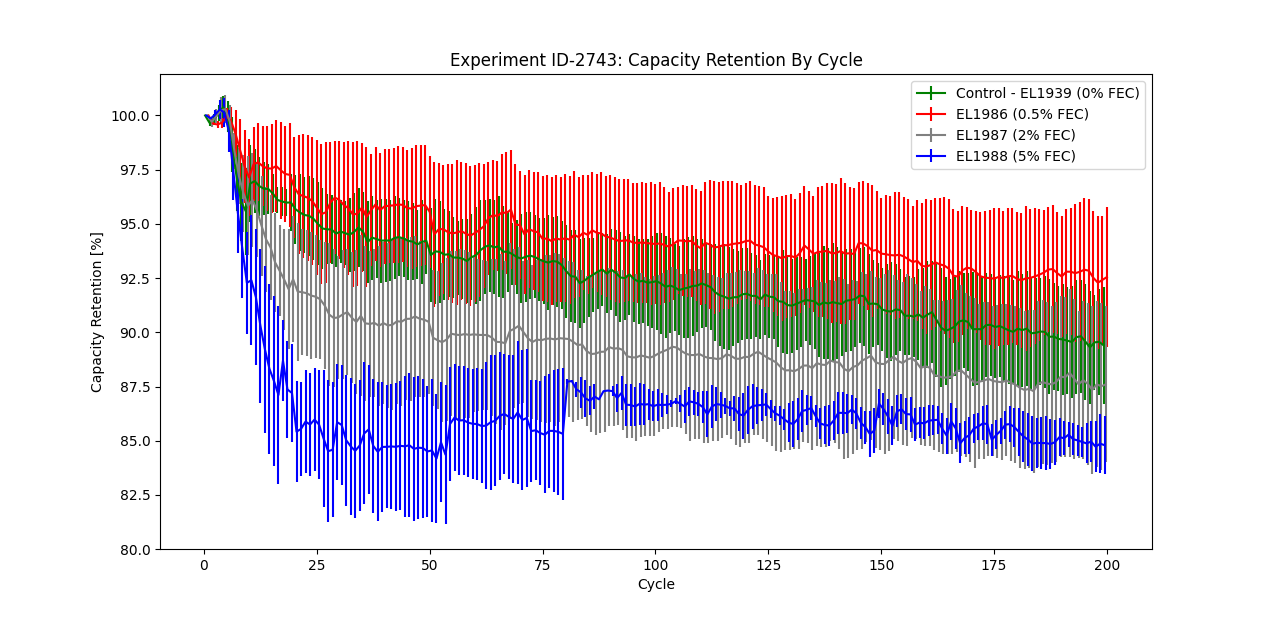 Experiment ID-2743: Capacity Retention By Cycle
Control - EL1939 (0% FEC)
EL1986 (0.5% FEC)
EL1987 (2% FEC)
EL1988 (5% FEC)
Capacity Retention [%]
100.0
97.5
95.0
92.5
90.0
87.5
85.0
82.5
80.0
0 25 50 75 100 125 150 175 200
Cycle